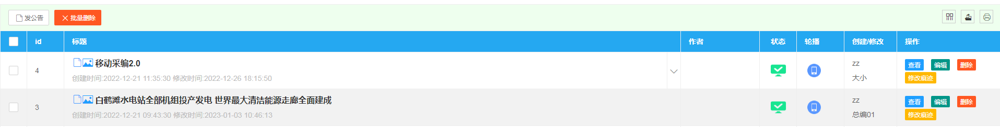 发公告 批量删除
id 标题 作者 状态 轮播 创建/修改 操作
4 移动采编2.0 zz 查看 编辑 删除
创建时间:2022-12-21 11:35:30 修改时间:2022-12-26 18:15:50 大小 修改痕迹
3 白鹤滩水电站全部机组投产发电 世界最大清洁能源走廊全面建成 zz 查看 编辑 删除
创建时间:2022-12-21 09:43:30 修改时间:2023-01-03 10:46:13 总编01 修改痕迹